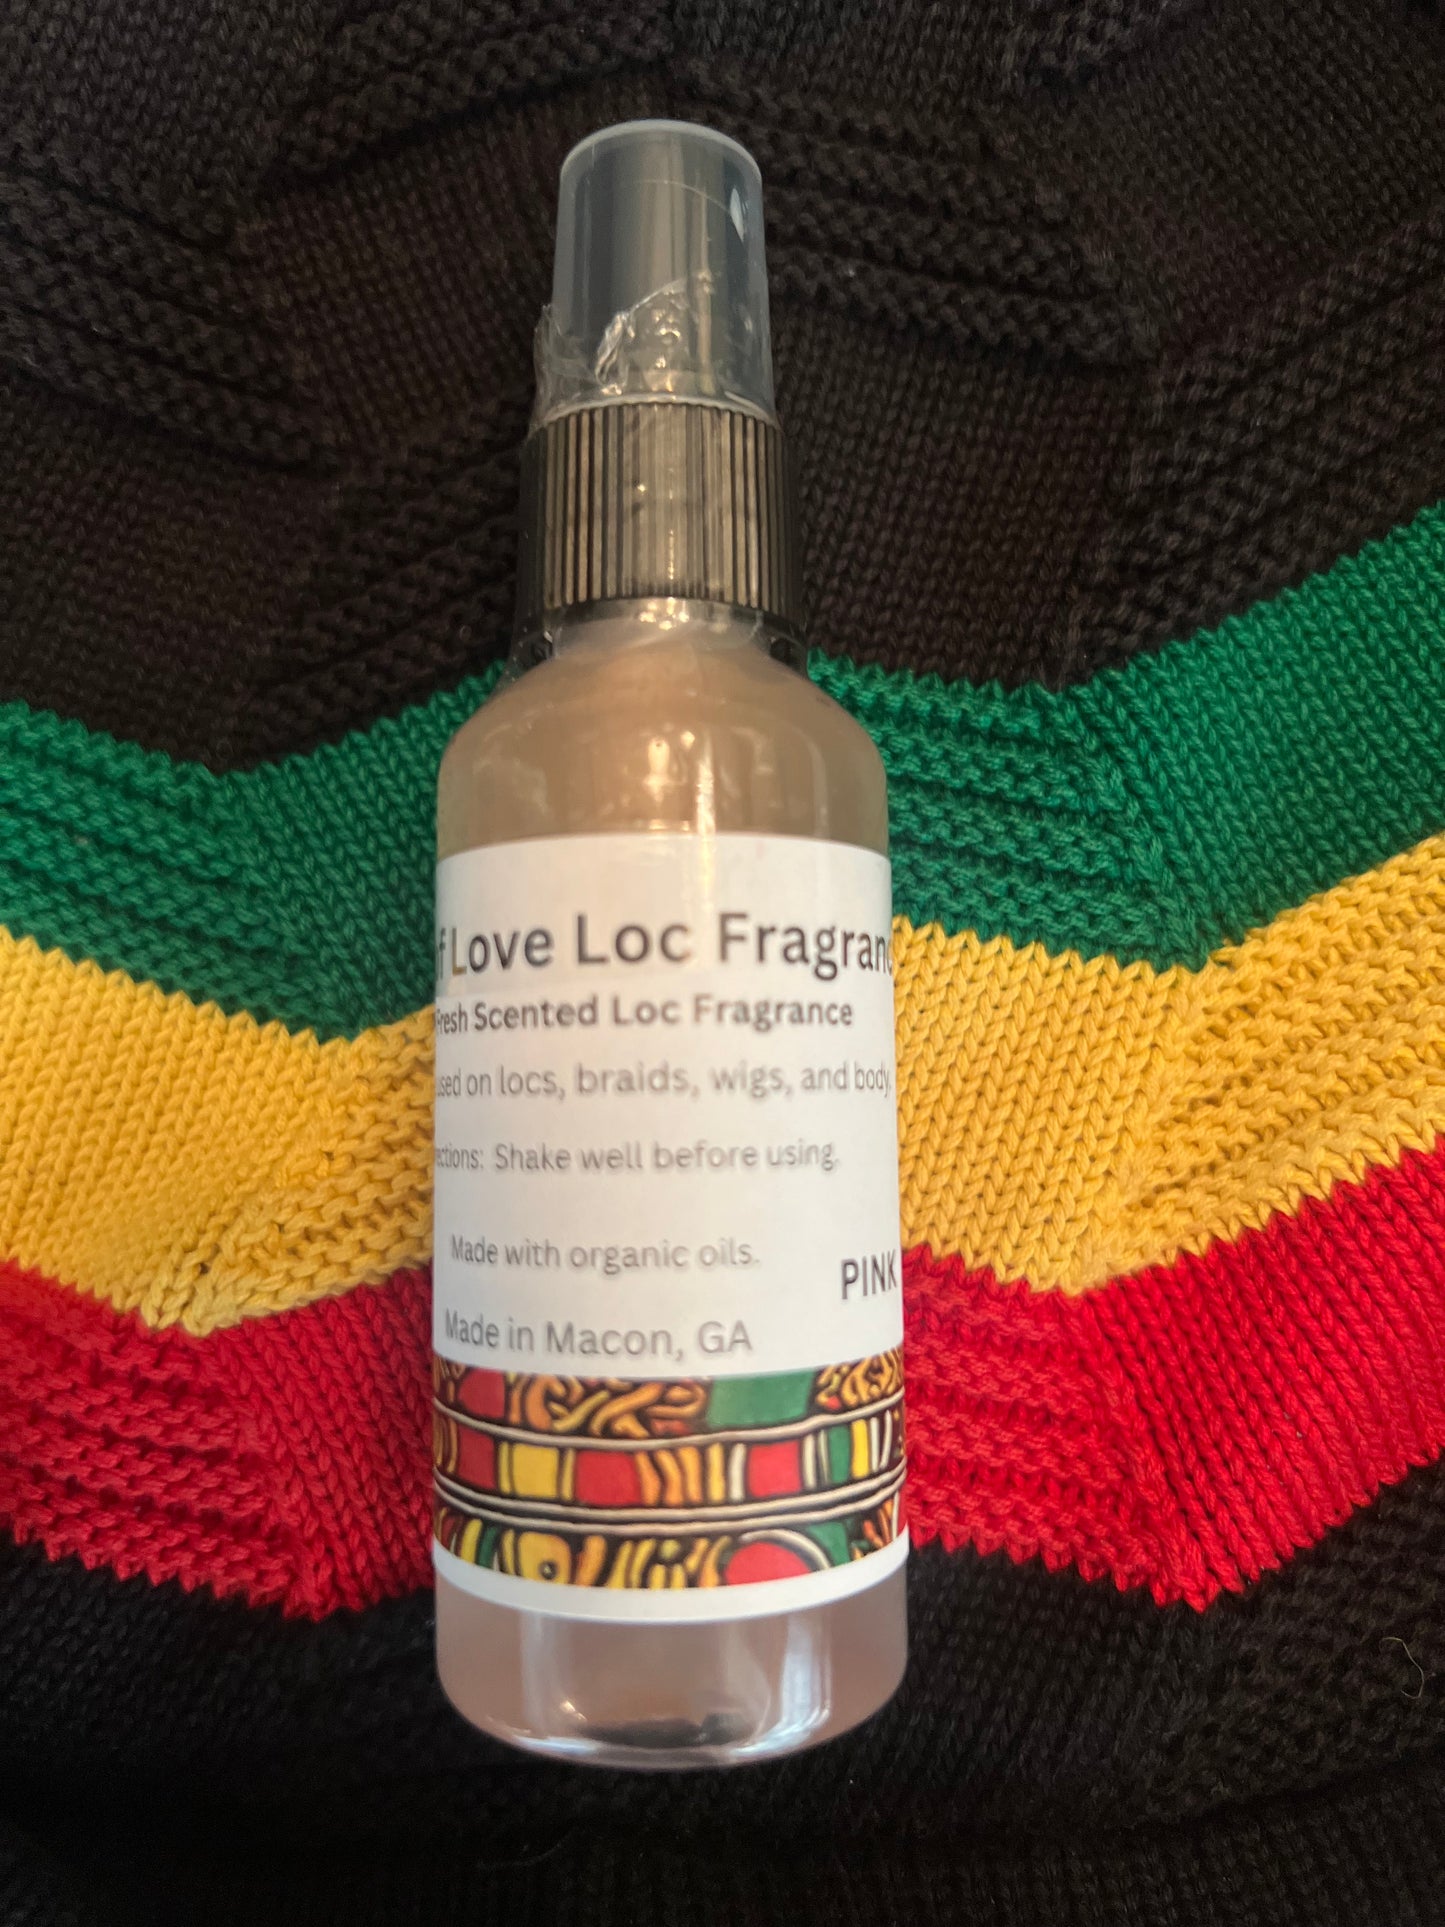 f Love Loc Fragranc
Fresh Scented Loc Fragrance
used on locs, braids, wigs, and body.
ections: Shake well before using.
Made with organic oils.
PINK
Made in Macon, GA